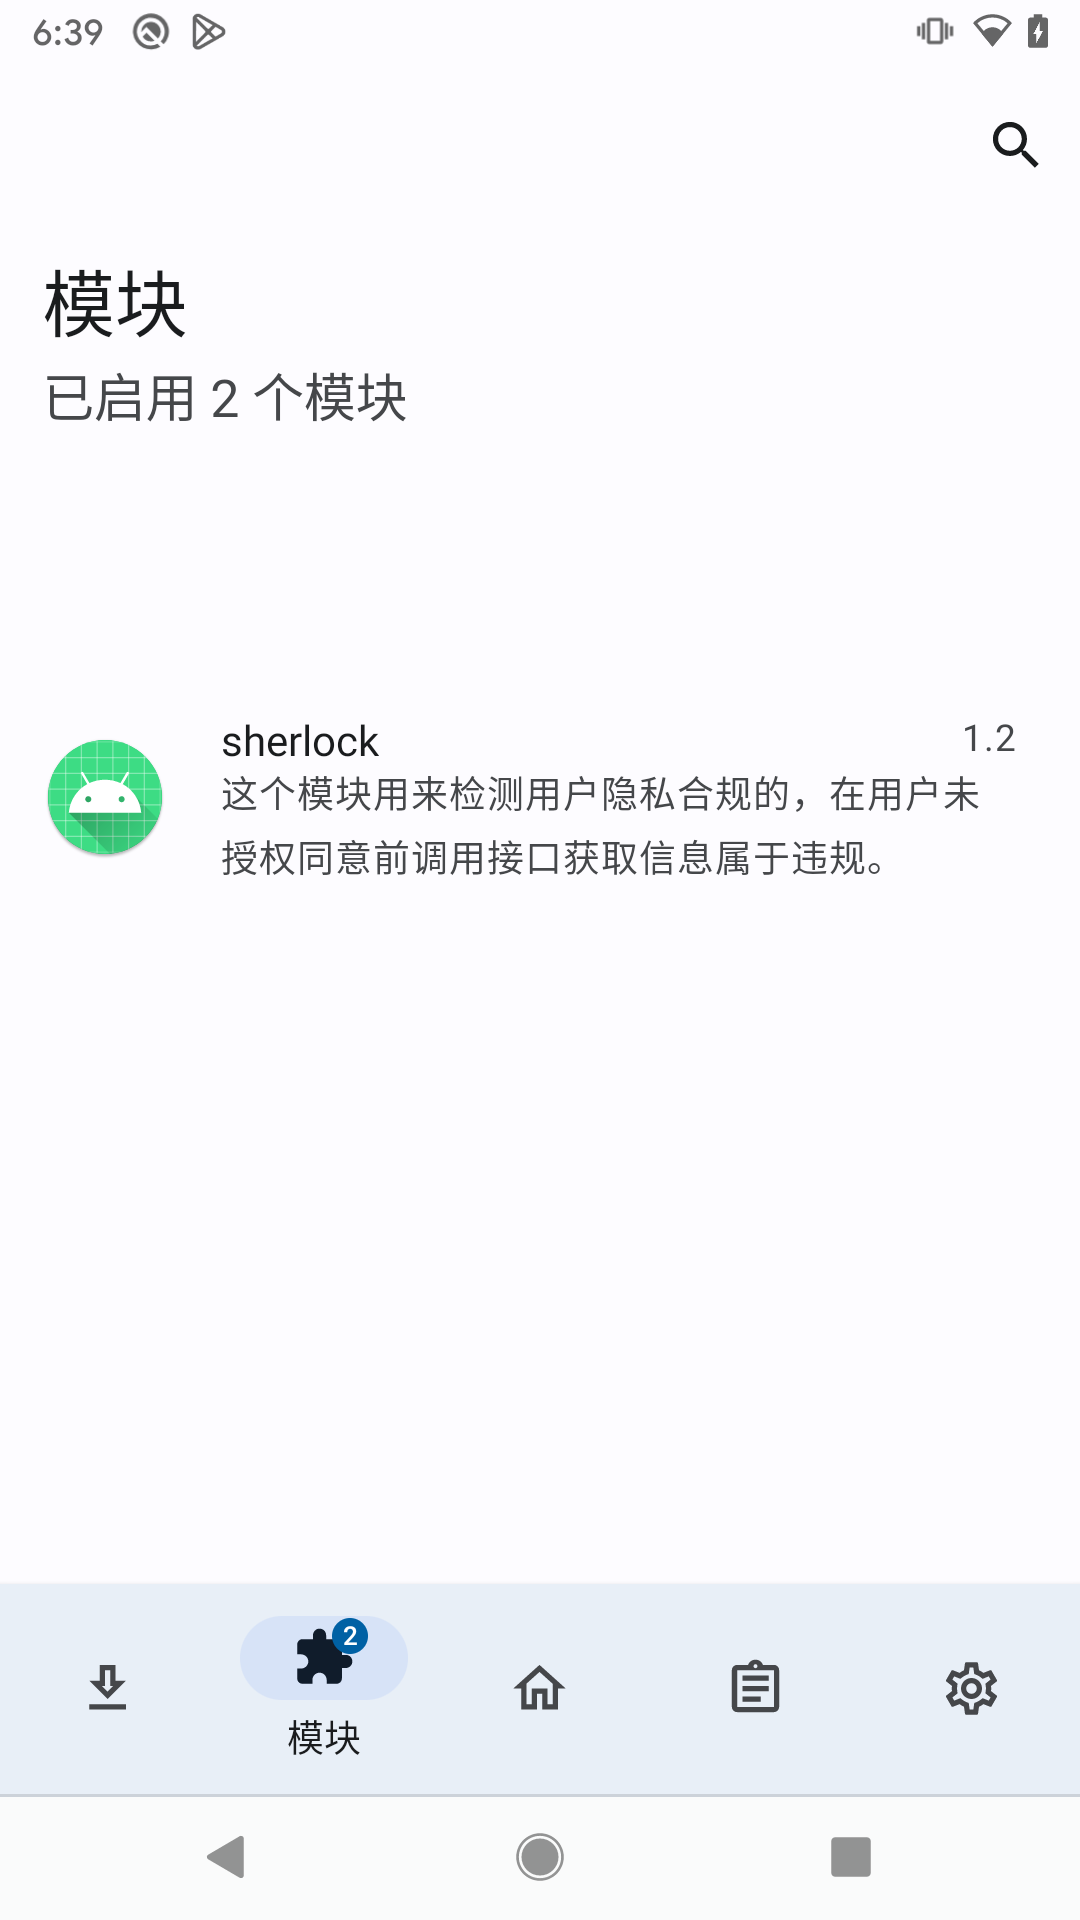 6:39
模块
已启用 2 个模块
sherlock
1.2
这个模块用来检测用户隐私合规的，在用户未
授权同意前调用接口获取信息属于违规。
2
模块